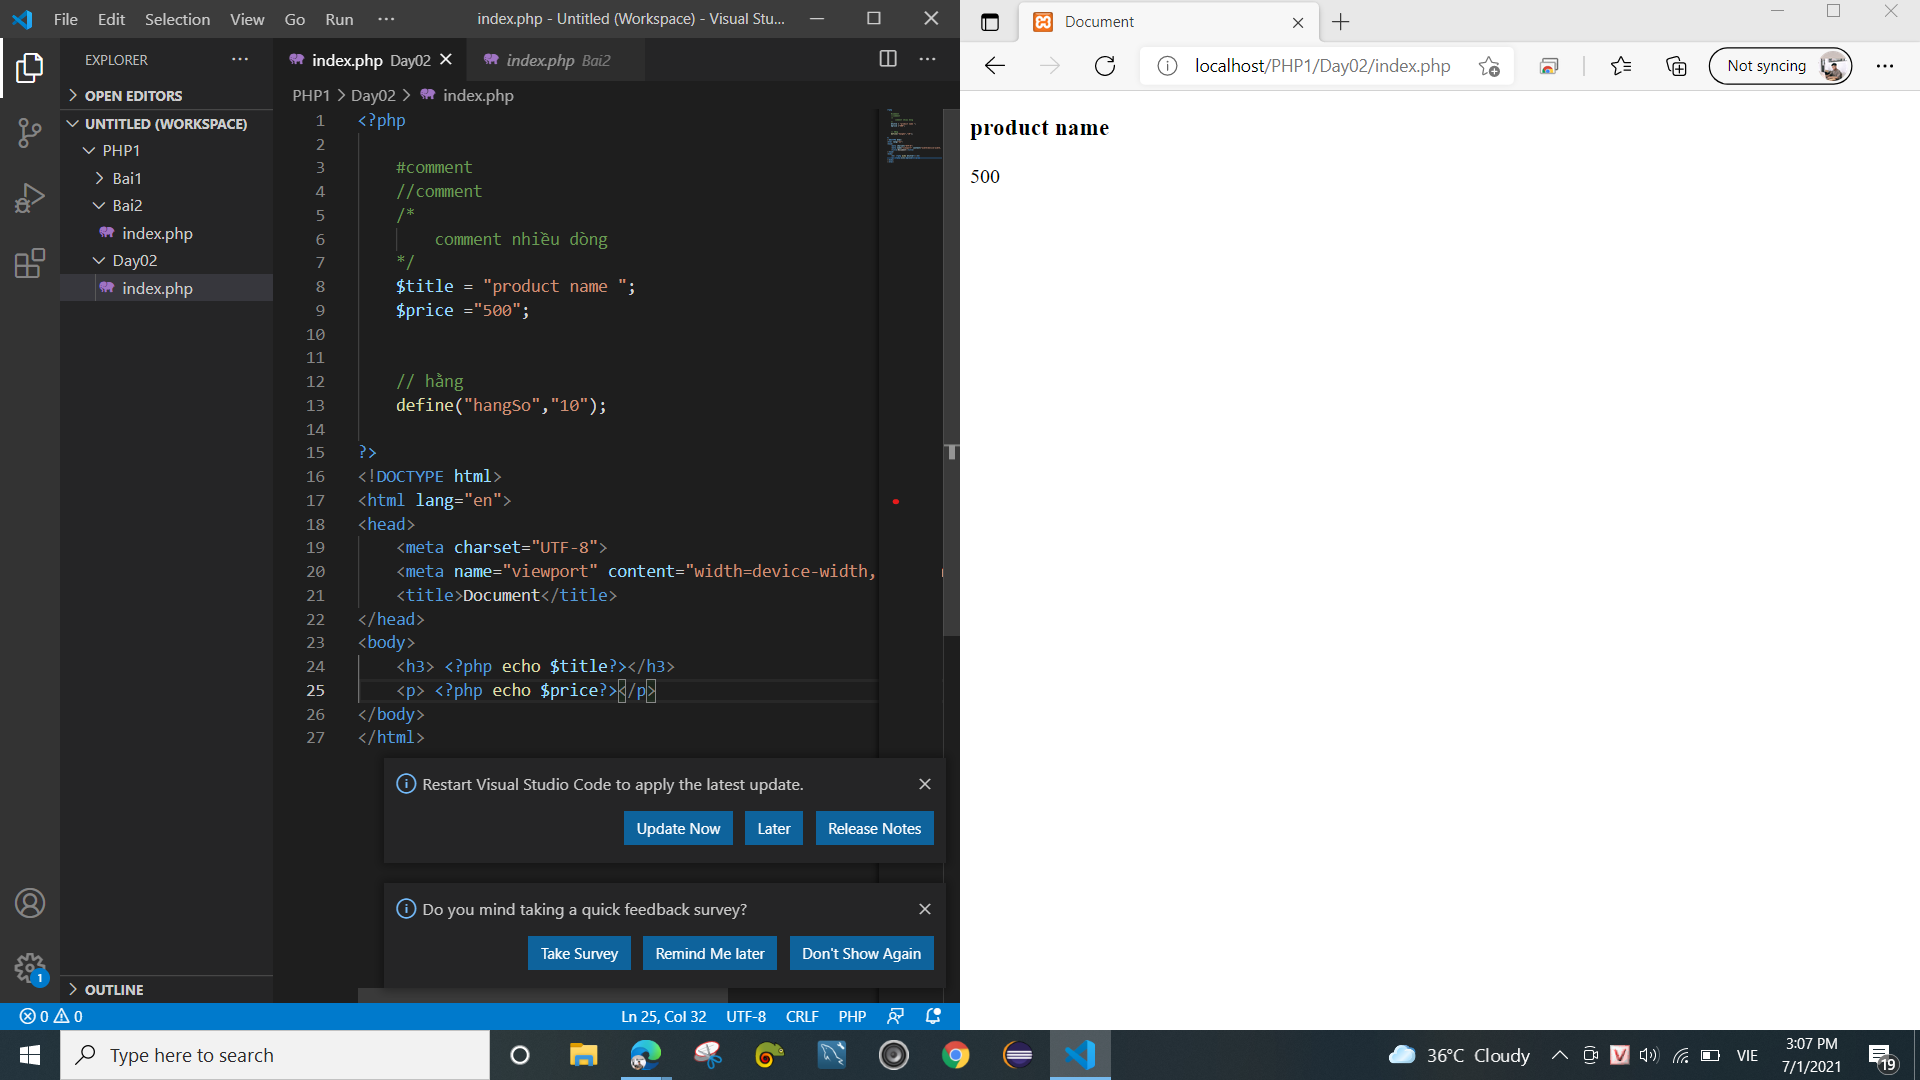 File Edit Selection View Go Run ··· index.php - Untitled (Workspace) - Visual Stu...
EXPLORER ···
OPEN EDITORS
UNTITLED (WORKSPACE)
PHP1
Bai1
Bai2
index.php
Day02
index.php
OUTLINE
index.php Day02 index.php Bai2
PHP1 > Day02 > index.php
1 <?php
2
3 #comment
4 //comment
5 /*
6 comment nhiều dòng
7 */
8 $title = "product name ";
9 $price ="500";
10
11
12 // hằng
13 define("hangSo","10");
14
15 ?>
16 <!DOCTYPE html>
17 <html lang="en">
18 <head>
19 <meta charset="UTF-8">
20 <meta name="viewport" content="width=device-width,
21 <title>Document</title>
22 </head>
23 <body>
24 <h3> <?php echo $title?></h3>
25 <p> <?php echo $price?></p>
26 </body>
27 </html>
Restart Visual Studio Code to apply the latest update.
Update Now Later Release Notes
Do you mind taking a quick feedback survey?
Take Survey Remind Me later Don't Show Again
1
0 0 Ln 25, Col 32 UTF-8 CRLF PHP
Document
localhost/PHP1/Day02/index.php Not syncing ···
product name
500
Type here to search
36°C Cloudy V VIE 3:07 PM
7/1/2021
19